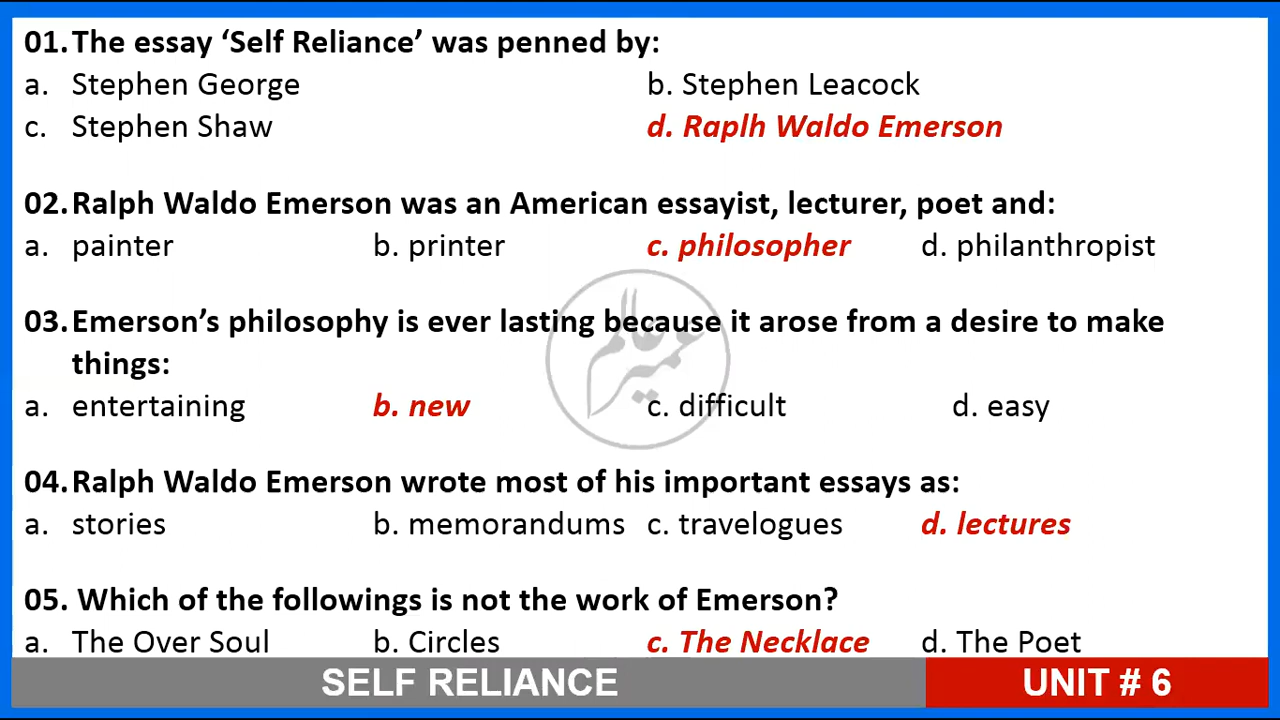 01. The essay ‘Self Reliance’ was penned by:
a. Stephen George b. Stephen Leacock
c. Stephen Shaw d. Raplh Waldo Emerson
02. Ralph Waldo Emerson was an American essayist, lecturer, poet and:
a. painter b. printer c. philosopher d. philanthropist
03. Emerson’s philosophy is ever lasting because it arose from a desire to make
things:
a. entertaining b. new c. difficult d. easy
04. Ralph Waldo Emerson wrote most of his important essays as:
a. stories b. memorandums c. travelogues d. lectures
05. Which of the followings is not the work of Emerson?
a. The Over Soul b. Circles c. The Necklace d. The Poet
SELF RELIANCE UNIT # 6